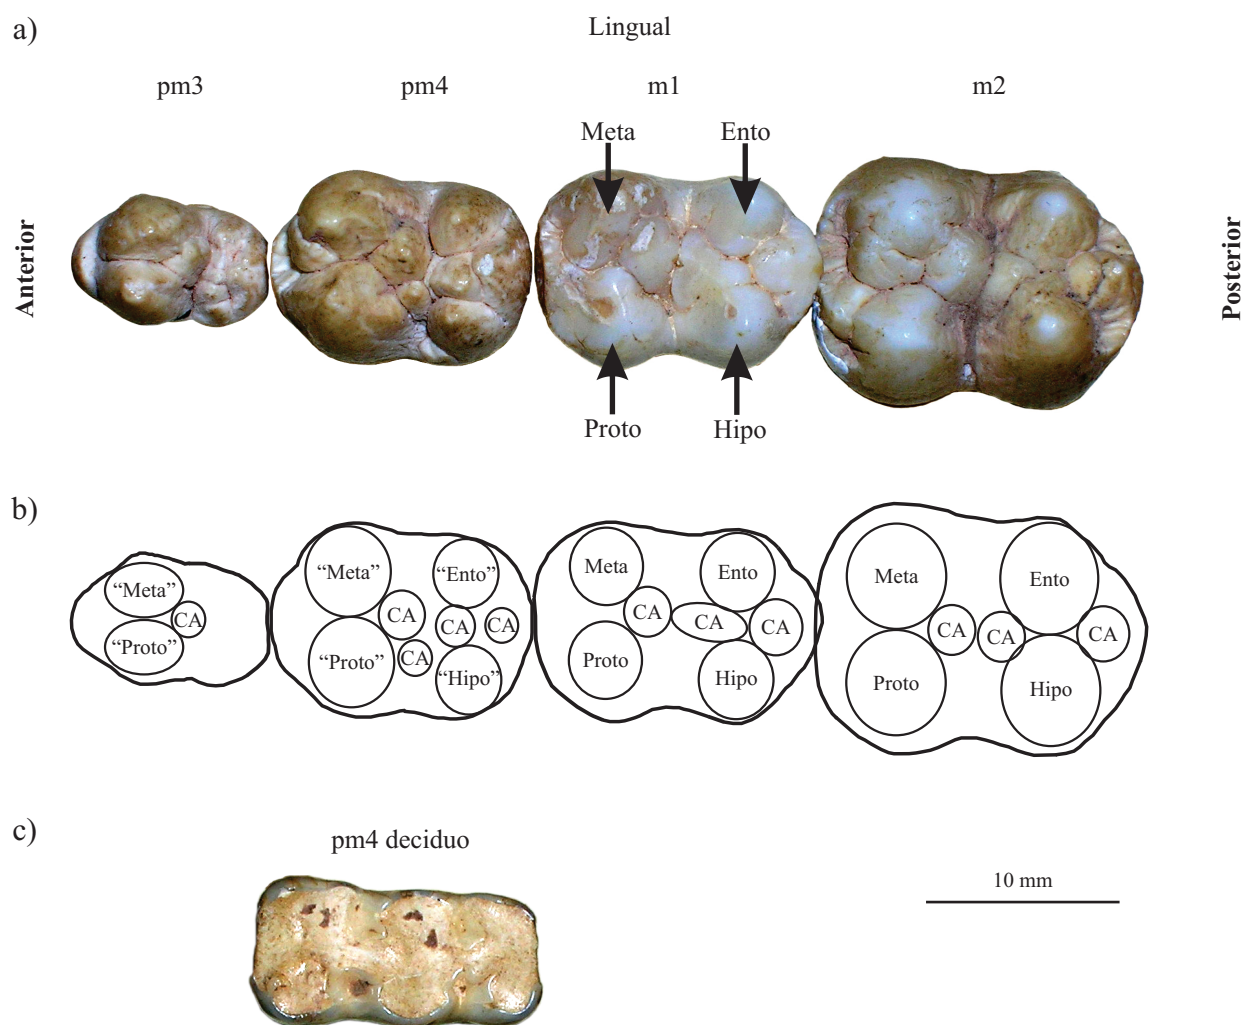 a)
Lingual
pm3 pm4 m1 m2
Meta Ento
Anterior
Posterior
Proto Hipo
b)
“Meta” “Meta” “Ento” Meta Ento Meta Ento
CA CA CA CA CA CA CA CA CA CA
“Proto” “Proto” CA “Hipo” Proto Hipo Proto Hipo
c)
pm4 deciduo
10 mm